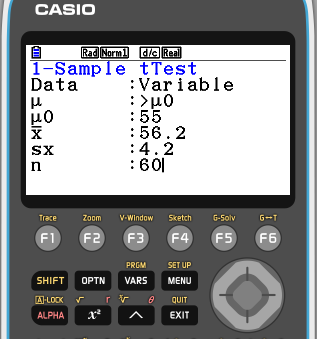 CASIO
Rad Norm1 d/c Real
1-Sample tTest
Data :Variable
μ :>μ0
μ0 :55
x̄ :56.2
sx :4.2
n :60
Trace Zoom V-Window Sketch G-Solv G↔T
F1 F2 F3 F4 F5 F6
PRGM SET UP
SHIFT OPTN VARS MENU
A-LOCK √ r ∛ θ QUIT
ALPHA x² ^ EXIT